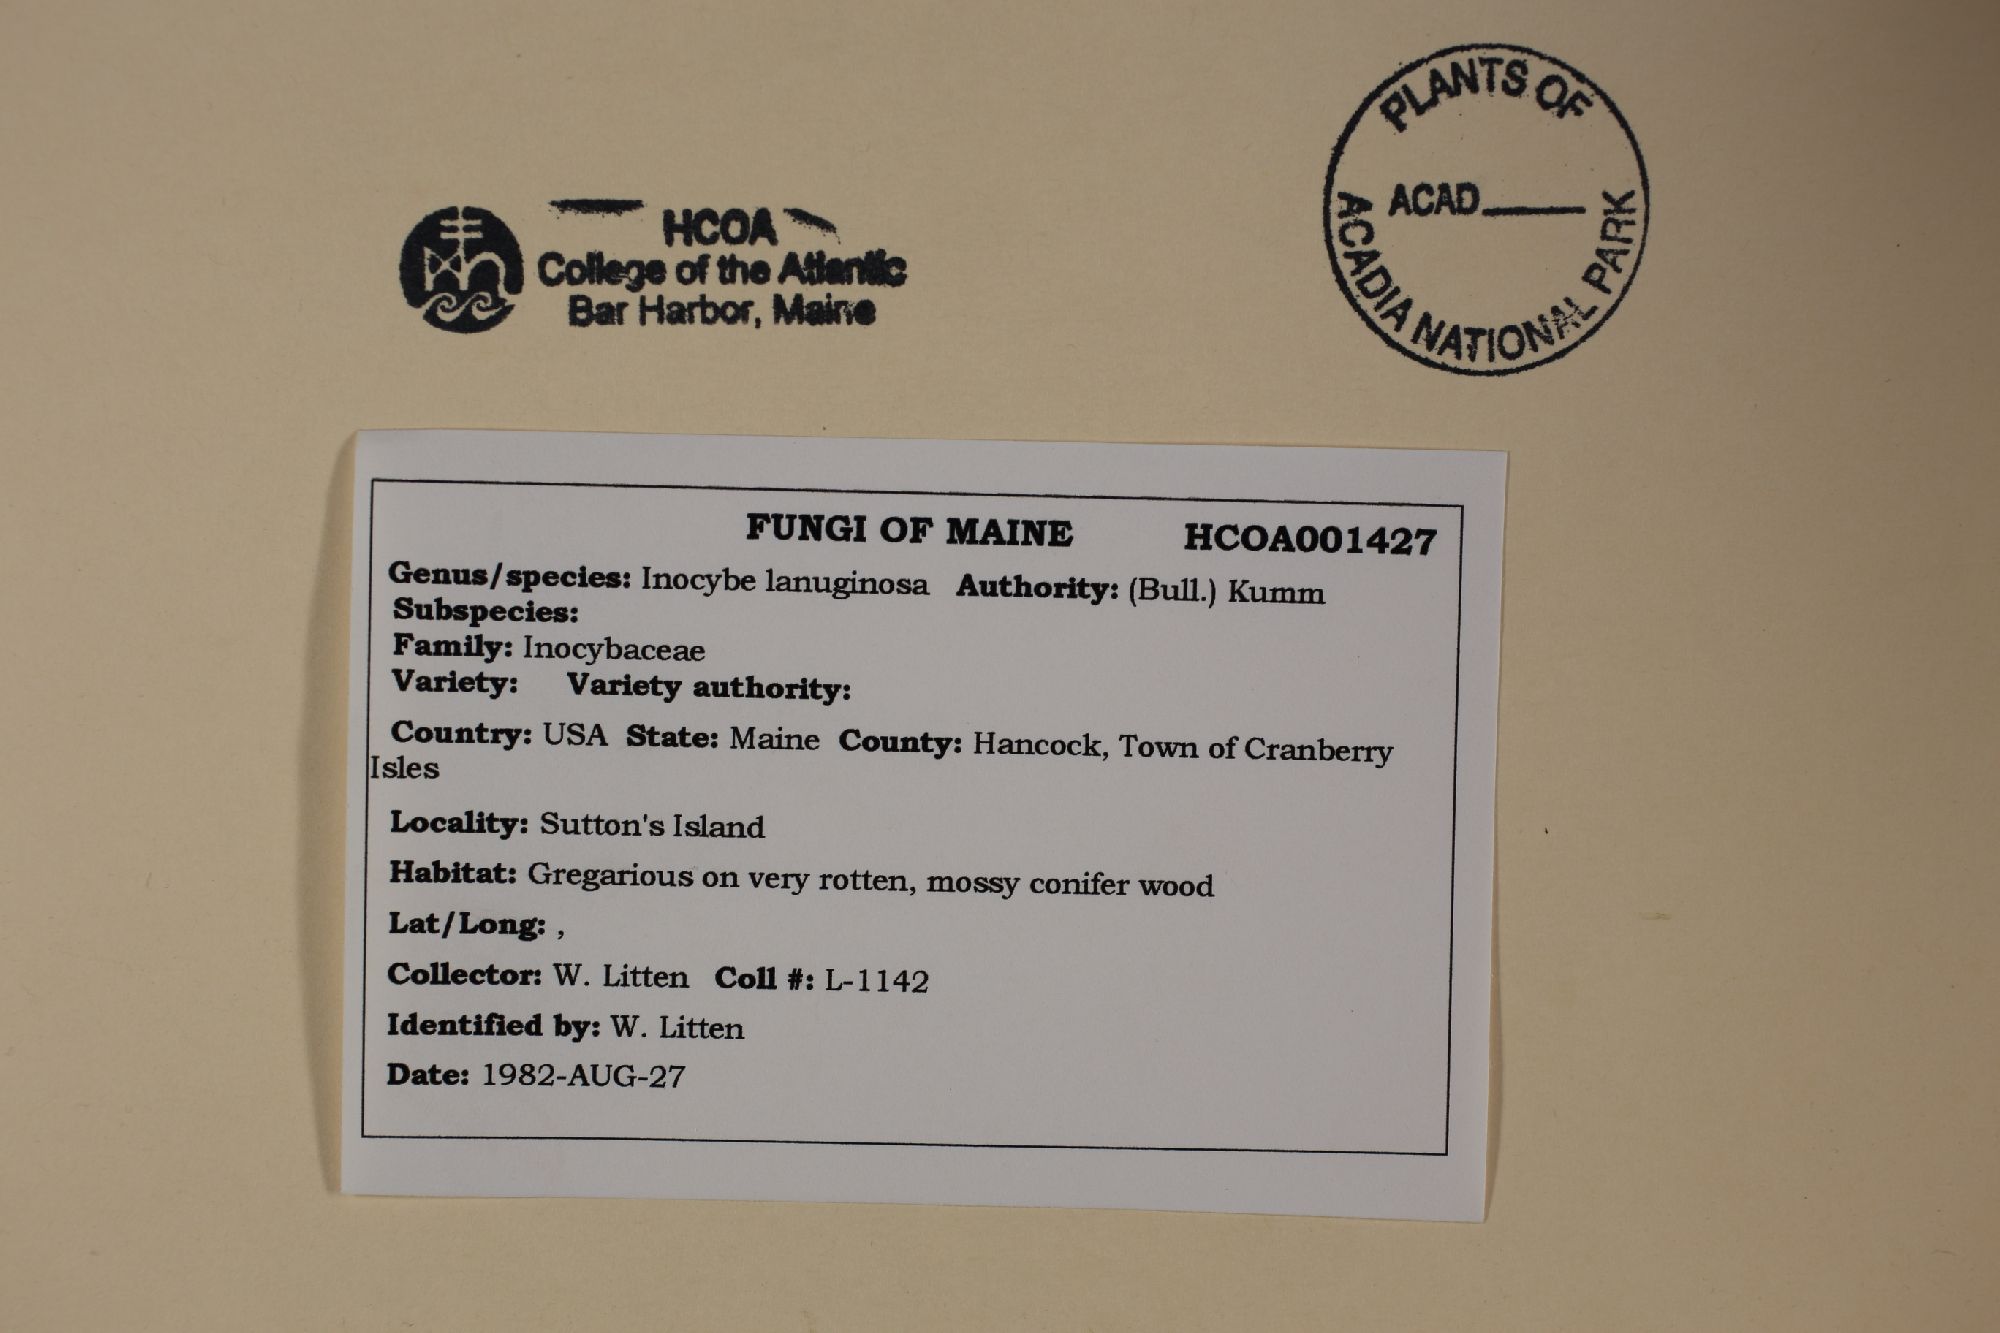 PLANTS OF
ACAD______
ACADIA NATIONAL PARK
HCOA
College of the Atlantic
Bar Harbor, Maine
FUNGI OF MAINE HCOA001427
Genus/species: Inocybe lanuginosa Authority: (Bull.) Kumm
Subspecies:
Family: Inocybaceae
Variety: Variety authority:
Country: USA State: Maine County: Hancock, Town of Cranberry
Isles
Locality: Sutton's Island
Habitat: Gregarious on very rotten, mossy conifer wood
Lat/Long: ,
Collector: W. Litten Coll #: L-1142
Identified by: W. Litten
Date: 1982-AUG-27